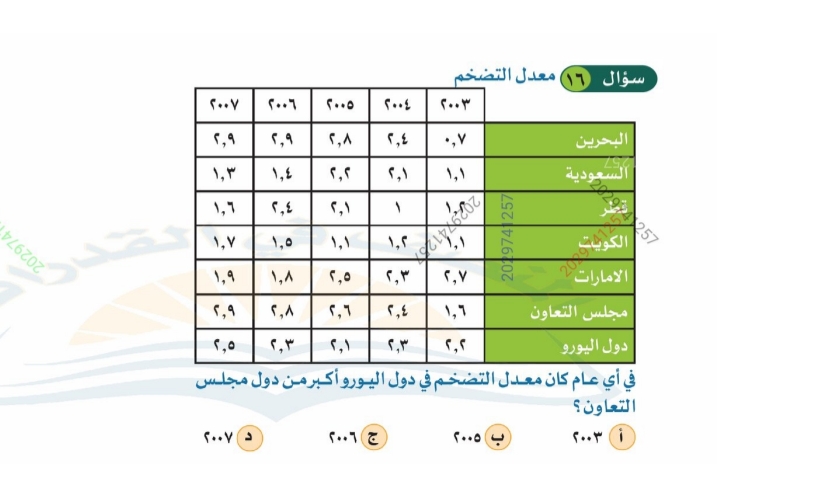 سؤال ١٦ معدل التضخم
٢٠٠٣ ٢٠٠٤ ٢٠٠٥ ٢٠٠٦ ٢٠٠٧
البحرين ٠,٧ ٢,٤ ٢,٨ ٢,٩ ٢,٩
السعودية ١,١ ٢,١ ٢,٢ ١,٤ ١,٣
قطر ١,٢ ١ ٢,١ ٢,٤ ١,٦
الكويت ١,١ ١,٢ ١,١ ١,٥ ١,٧
الامارات ٢,٧ ٢,٣ ٢,٥ ١,٨ ١,٩
مجلس التعاون ١,٦ ٢,٤ ٢,٦ ٢,٨ ٢,٩
دول اليورو ٢,٢ ٢,٣ ٢,١ ٢,٣ ٢,٥
في أي عام كان معدل التضخم في دول اليورو أكبر من دول مجلس
التعاون؟
أ ٢٠٠٣ ب ٢٠٠٥ ج ٢٠٠٦ د ٢٠٠٧
2029741257
2029741257
2029741257
2029741257